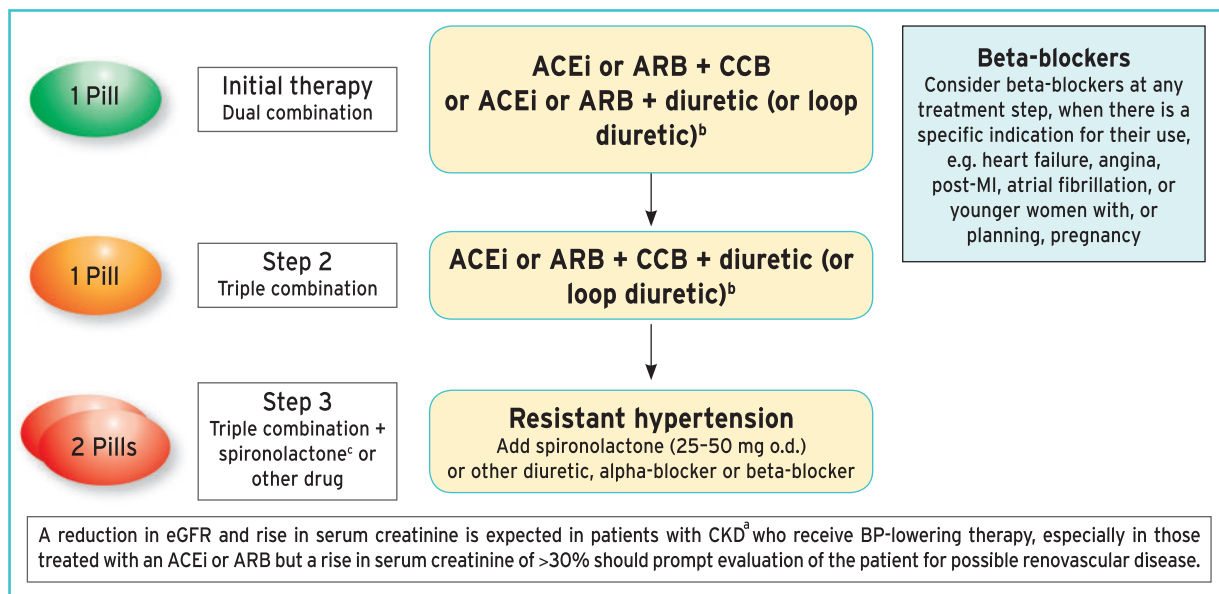 1 Pill
Initial therapy
Dual combination
ACEi or ARB + CCB
or ACEi or ARB + diuretic (or loop
diuretic)ᵇ
Beta-blockers
Consider beta-blockers at any
treatment step, when there is a
specific indication for their use,
e.g. heart failure, angina,
post-MI, atrial fibrillation, or
younger women with, or
planning, pregnancy
1 Pill
Step 2
Triple combination
ACEi or ARB + CCB + diuretic (or
loop diuretic)ᵇ
2 Pills
Step 3
Triple combination +
spironolactoneᶜ or
other drug
Resistant hypertension
Add spironolactone (25–50 mg o.d.)
or other diuretic, alpha-blocker or beta-blocker
A reduction in eGFR and rise in serum creatinine is expected in patients with CKDᵃ who receive BP-lowering therapy, especially in those
treated with an ACEi or ARB but a rise in serum creatinine of >30% should prompt evaluation of the patient for possible renovascular disease.